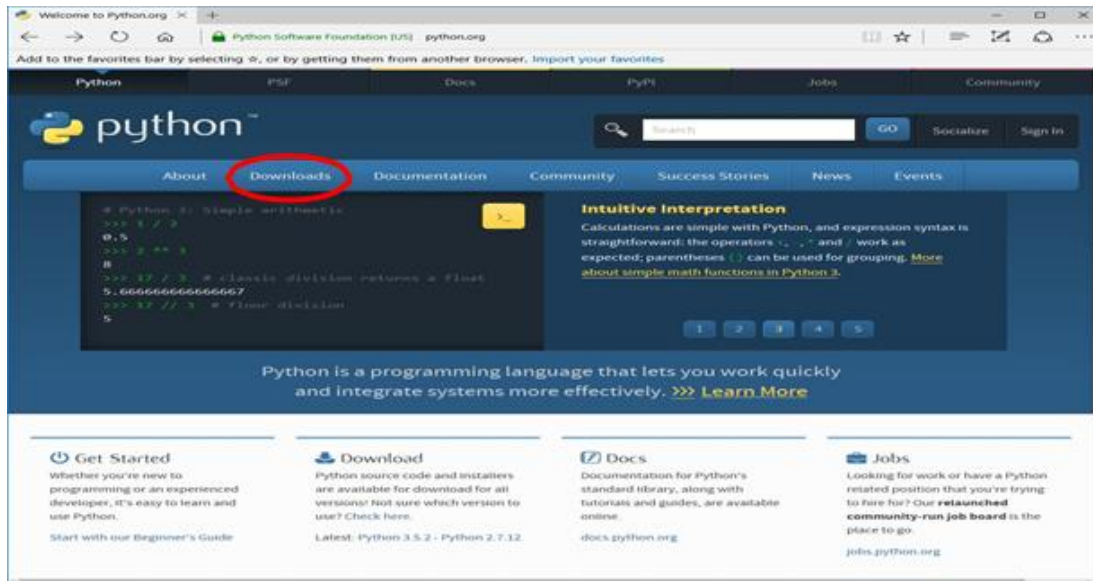 Welcome to Python.org
Python Software Foundation [US] python.org
Add to the favorites bar by selecting ☆, or by getting them from another browser. Import your favorites
Python PSF Docs PyPI Jobs Community
python™
Search GO Socialize Sign In
About Downloads Documentation Community Success Stories News Events
# Python 3: Simple arithmetic
>>> 1 / 2
0.5
>>> 2 ** 3
8
>>> 17 / 3 # classic division returns a float
5.666666666666667
>>> 17 // 3 # floor division
5
>_
Intuitive Interpretation
Calculations are simple with Python, and expression syntax is
straightforward: the operators and / work as
expected; parentheses () can be used for grouping. More
about simple math functions in Python 3.
1 2 3 4 5
Python is a programming language that lets you work quickly
and integrate systems more effectively. >>> Learn More
Get Started
Whether you're new to
programming or an experienced
developer, it's easy to learn and
use Python.
Start with our Beginner's Guide
Download
Python source code and installers
are available for download for all
versions! Not sure which version to
use? Check here.
Latest: Python 3.5.2 - Python 2.7.12
Docs
Documentation for Python's
standard library, along with
tutorials and guides, are available
online.
docs.python.org
Jobs
Looking for work or have a Python
related position that you're trying
to hire for? Our relaunched
community-run job board is the
place to go.
jobs.python.org